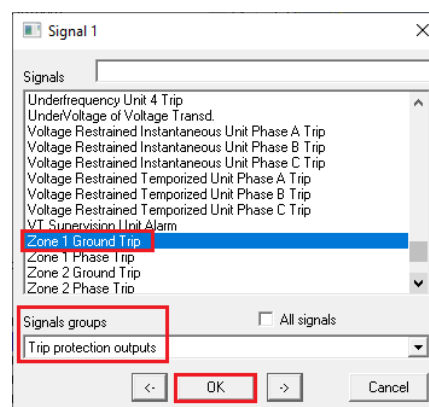 Signal 1
Signals
Underfrequency Unit 4 Trip
UnderVoltage of Voltage Transd.
Voltage Restrained Instantaneous Unit Phase A Trip
Voltage Restrained Instantaneous Unit Phase B Trip
Voltage Restrained Instantaneous Unit Phase C Trip
Voltage Restrained Temporized Unit Phase A Trip
Voltage Restrained Temporized Unit Phase B Trip
Voltage Restrained Temporized Unit Phase C Trip
VT Supervision Unit Alarm
Zone 1 Ground Trip
Zone 1 Phase Trip
Zone 2 Ground Trip
Zone 2 Phase Trip
Signals groups
All signals
Trip protection outputs
<-
OK
->
Cancel